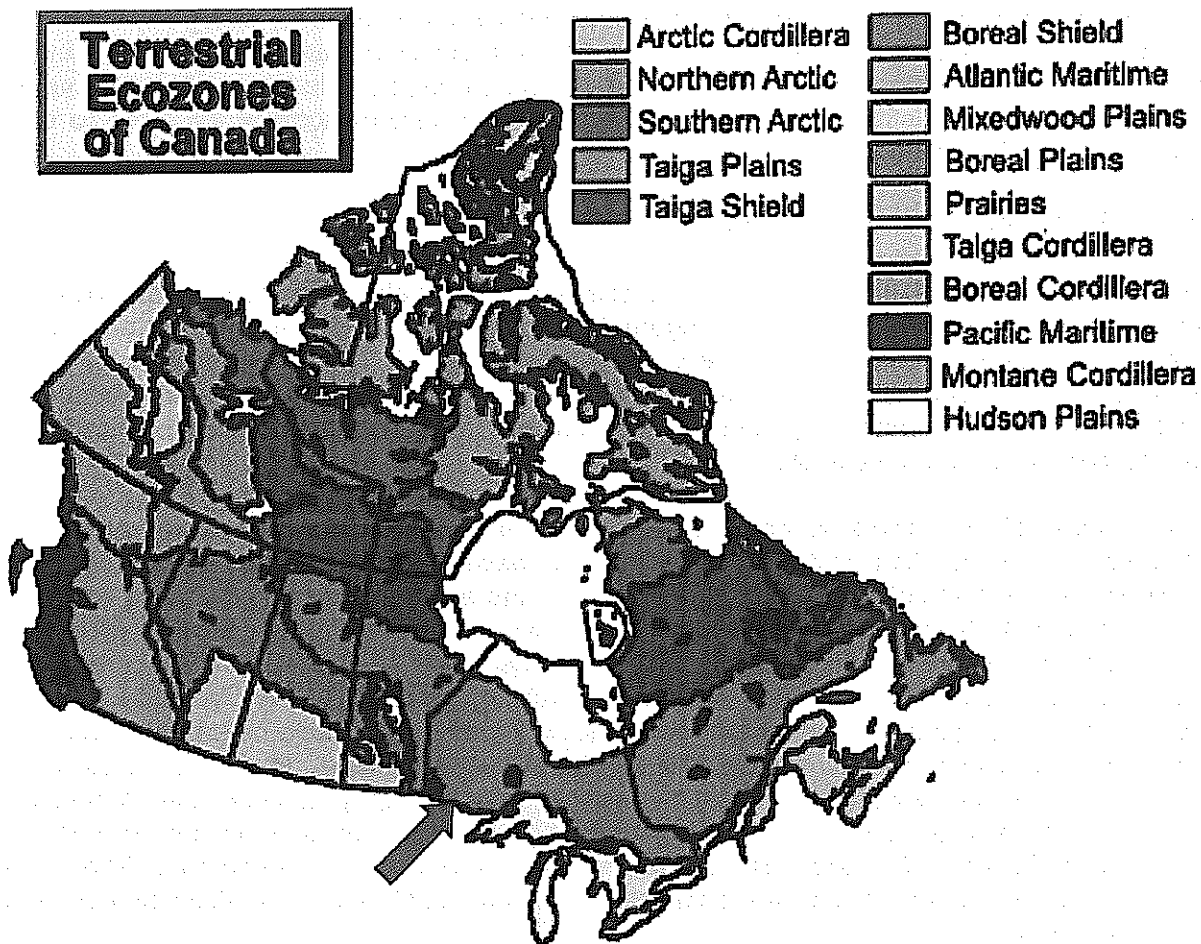 Terrestrial
Ecozones
of Canada
Arctic Cordillera
Northern Arctic
Southern Arctic
Taiga Plains
Taiga Shield
Boreal Shield
Atlantic Maritime
Mixedwood Plains
Boreal Plains
Prairies
Taiga Cordillera
Boreal Cordillera
Pacific Maritime
Montane Cordillera
Hudson Plains